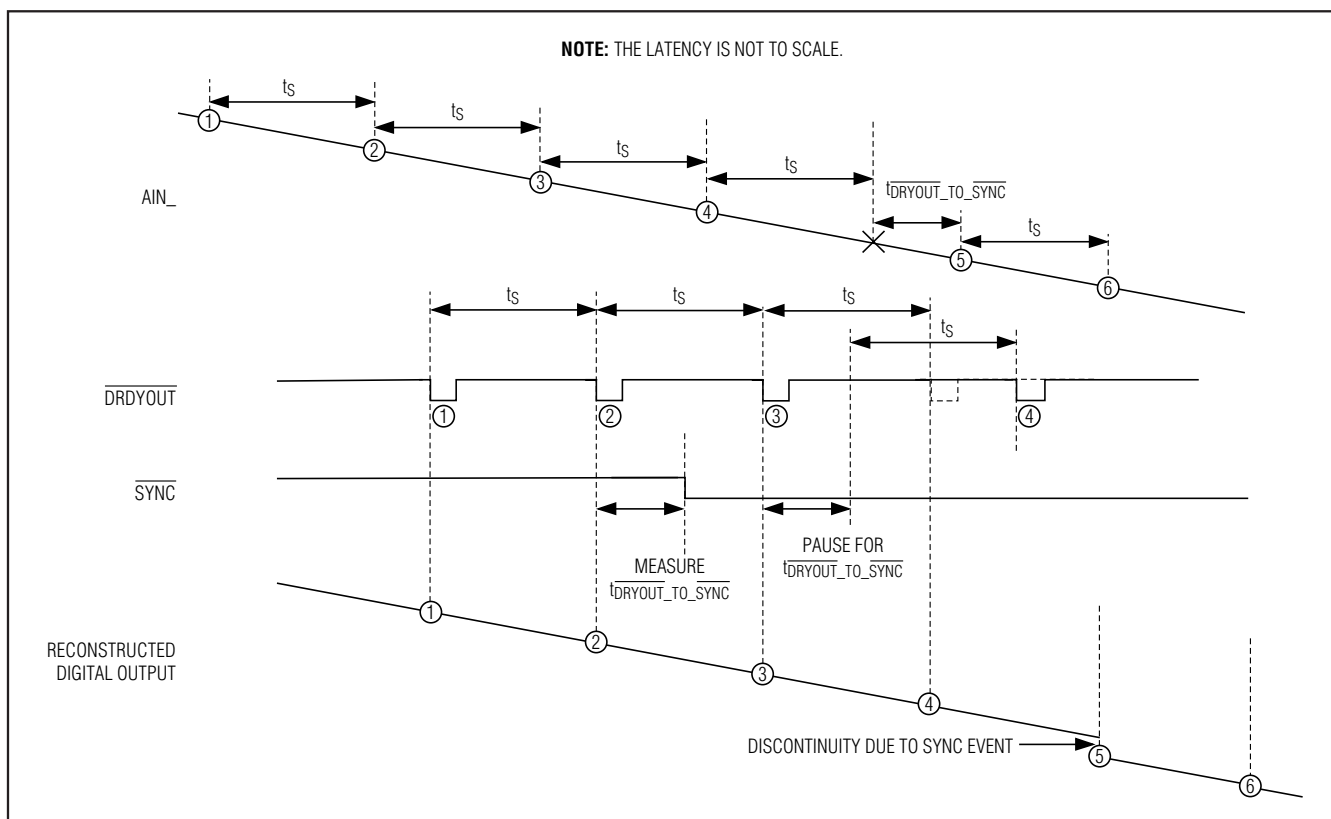 NOTE: THE LATENCY IS NOT TO SCALE.
tS
tS
tS
tS
tDRYOUT_TO_SYNC
tS
AIN_
1
2
3
4
5
6
tS
tS
tS
tS
DRDYOUT
1
2
3
4
SYNC
MEASURE
tDRYOUT_TO_SYNC
PAUSE FOR
tDRYOUT_TO_SYNC
RECONSTRUCTED
DIGITAL OUTPUT
1
2
3
4
DISCONTINUITY DUE TO SYNC EVENT
5
6